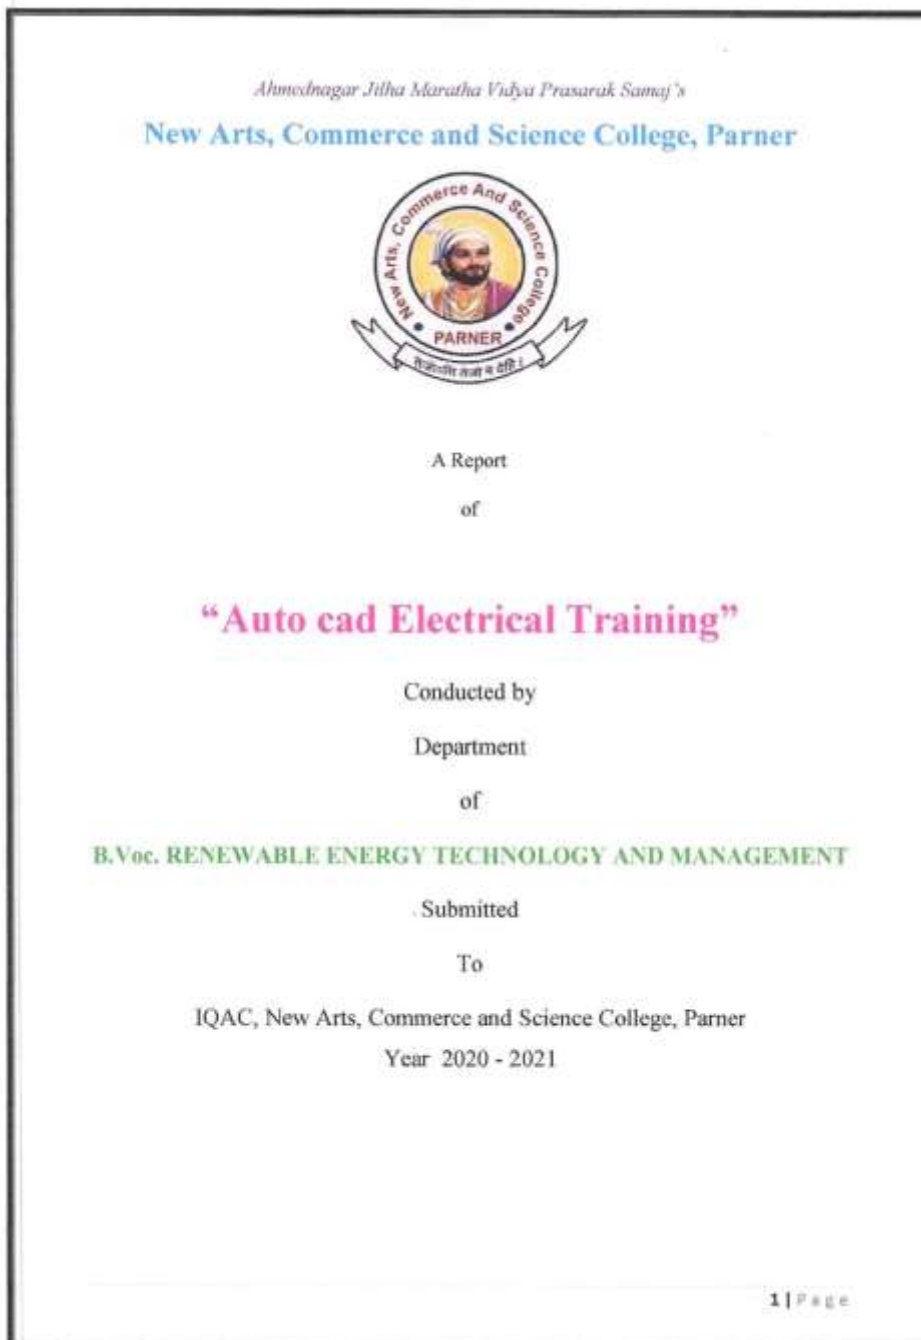 Ahmednagar Jilha Maratha Vidya Prasarak Samaj's
New Arts, Commerce and Science College, Parner
New Arts, Commerce And Science College
PARNER
A Report
of
“Auto cad Electrical Training”
Conducted by
Department
of
B.Voc. RENEWABLE ENERGY TECHNOLOGY AND MANAGEMENT
Submitted
To
IQAC, New Arts, Commerce and Science College, Parner
Year 2020 - 2021
1 | Page